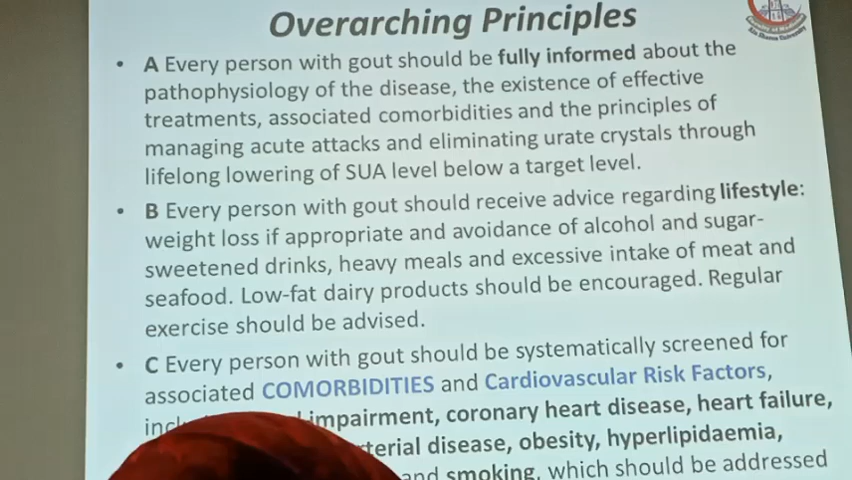 Overarching Principles
• A Every person with gout should be fully informed about the
pathophysiology of the disease, the existence of effective
treatments, associated comorbidities and the principles of
managing acute attacks and eliminating urate crystals through
lifelong lowering of SUA level below a target level.
• B Every person with gout should receive advice regarding lifestyle:
weight loss if appropriate and avoidance of alcohol and sugar-
sweetened drinks, heavy meals and excessive intake of meat and
seafood. Low-fat dairy products should be encouraged. Regular
exercise should be advised.
• C Every person with gout should be systematically screened for
associated COMORBIDITIES and Cardiovascular Risk Factors,
impairment, coronary heart disease, heart failure,
disease, obesity, hyperlipidaemia,
and smoking, which should be addressed